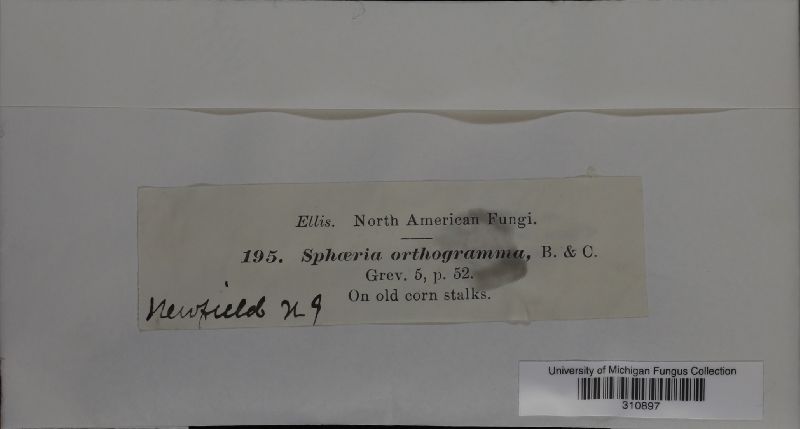 Ellis. North American Fungi.
195. Sphæria orthogramma, B. & C.
Grev. 5, p. 52.
On old corn stalks.
Newfield N J
University of Michigan Fungus Collection
310897